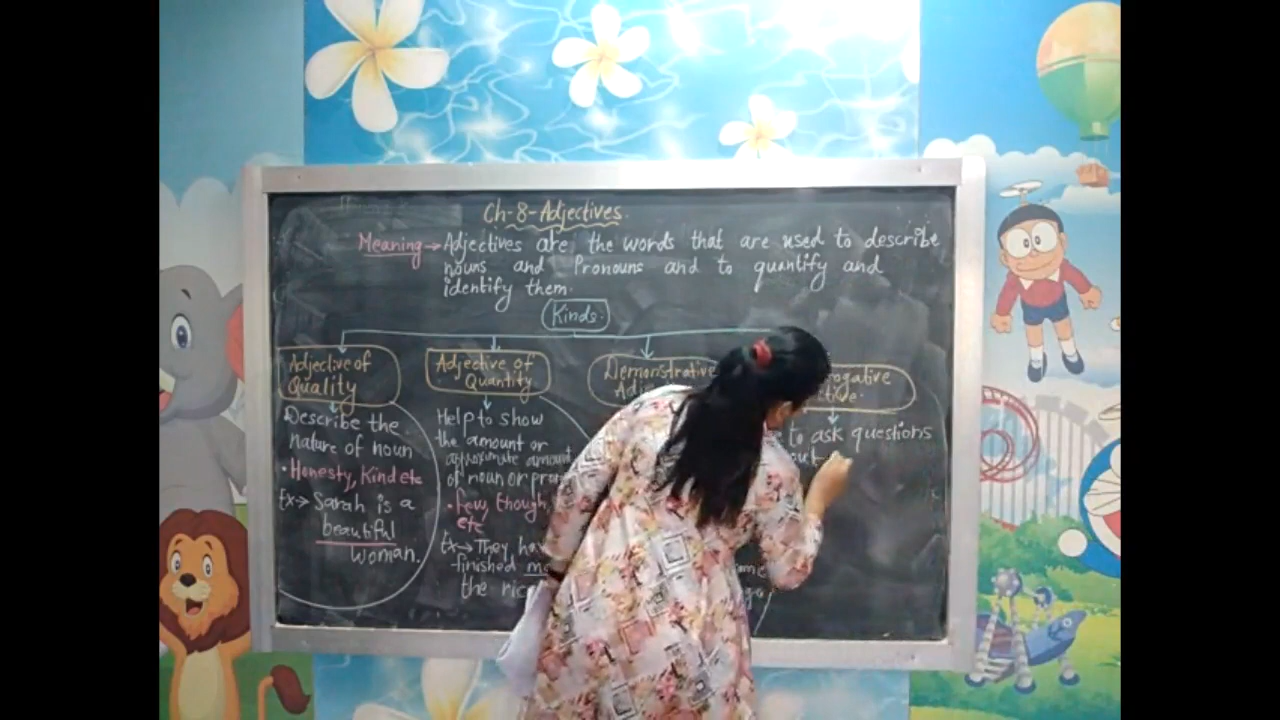 Ch-8-Adjectives.
Meaning→Adjectives are the words that are used to describe
nouns and Pronouns and to quantify and
identify them.
Kinds.
Adjective of
Quality
Describe the
nature of noun
• Honesty, Kind etc
Ex→ Sarah is a
beautiful
woman.
Adjective of
Quantity
Help to show
the amount or
approximate amount
of noun or
• few, though,
etc
Ex→ They
finished
the
Demonstrative
to ask questions